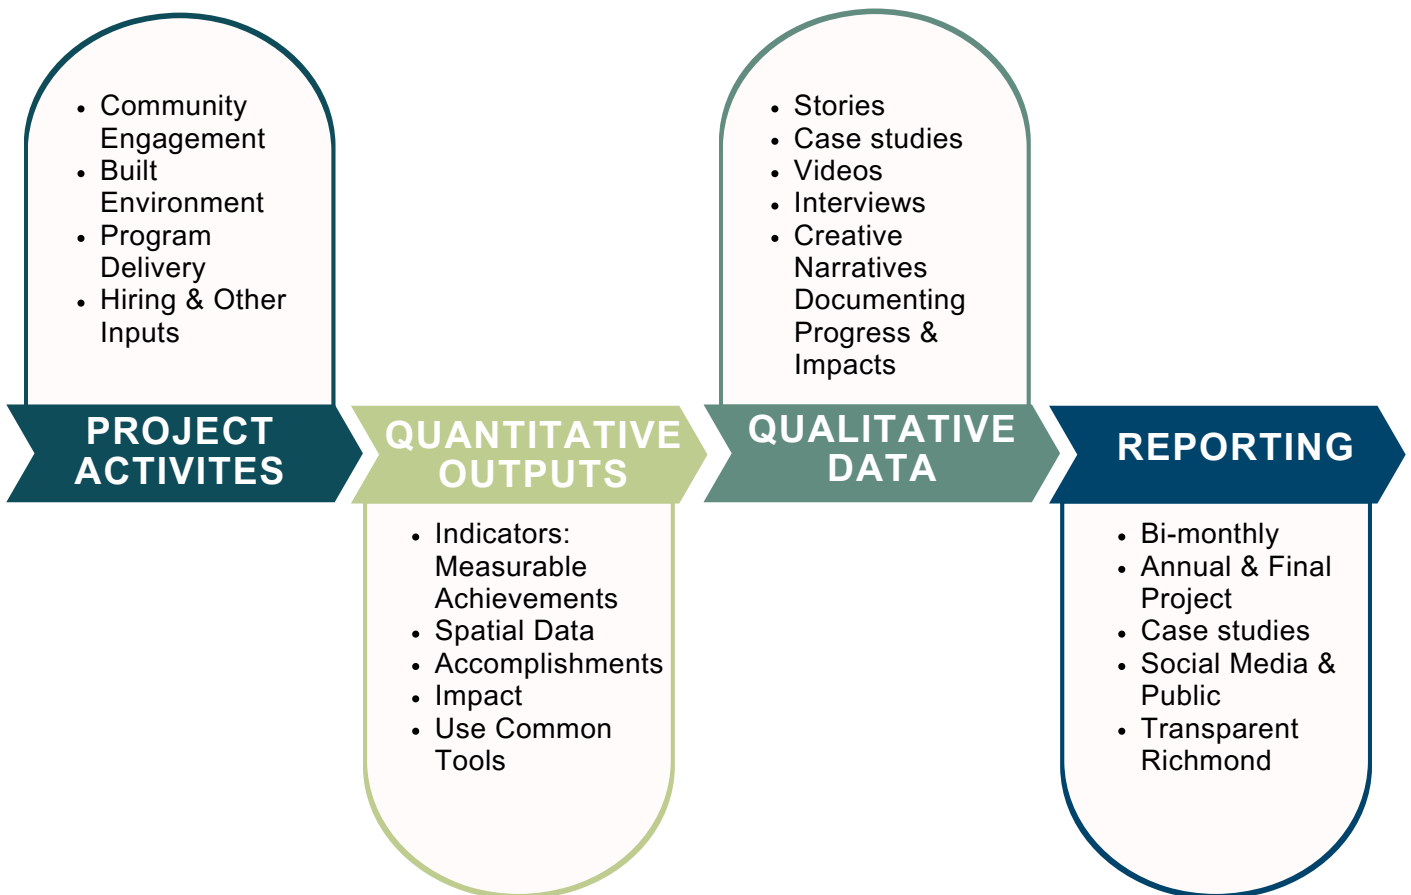 • Community
Engagement
• Built
Environment
• Program
Delivery
• Hiring & Other
Inputs
PROJECT
ACTIVITES
QUANTITATIVE
OUTPUTS
• Indicators:
Measurable
Achievements
• Spatial Data
• Accomplishments
• Impact
• Use Common
Tools
• Stories
• Case studies
• Videos
• Interviews
• Creative
Narratives
Documenting
Progress &
Impacts
QUALITATIVE
DATA
REPORTING
• Bi-monthly
• Annual & Final
Project
• Case studies
• Social Media &
Public
• Transparent
Richmond